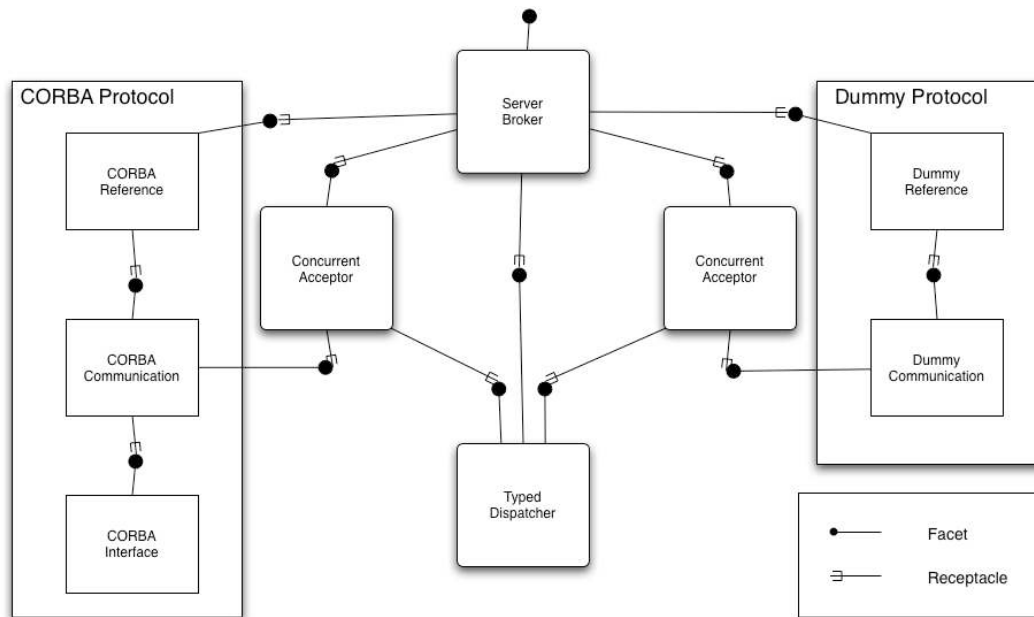 CORBA Protocol
CORBA
Reference
CORBA
Communication
CORBA
Interface
Server
Broker
Concurrent
Acceptor
Concurrent
Acceptor
Typed
Dispatcher
Dummy Protocol
Dummy
Reference
Dummy
Communication
Facet
Receptacle